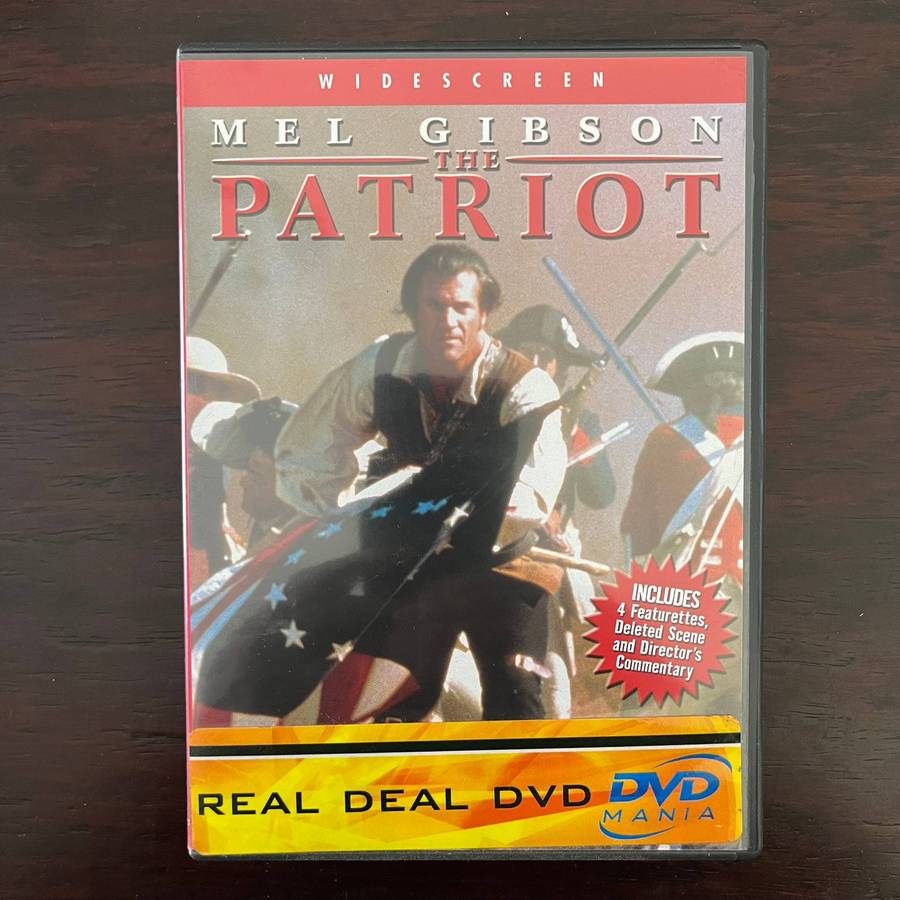 WIDESCREEN
MEL GIBSON
THE
PATRIOT
INCLUDES
4 Featurettes,
Deleted Scene
and Director's
Commentary
REAL DEAL DVD
DVD
MANIA